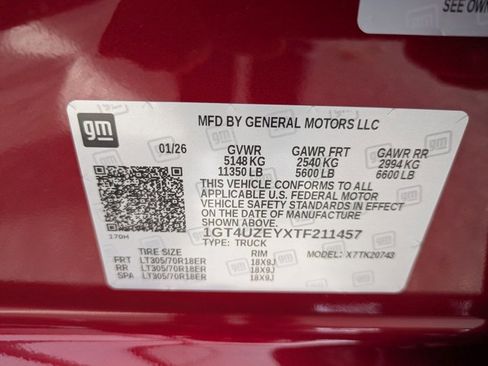 SEE OWN
gm
MFD BY GENERAL MOTORS LLC
01/26 GVWR GAWR FRT GAWR RR
5148 KG 2540 KG 2994 KG
11350 LB 5600 LB 6600 LB
THIS VEHICLE CONFORMS TO ALL
APPLICABLE U.S. FEDERAL MOTOR
VEHICLE SAFETY STANDARDS
IN EFFECT ON THE DATE OF
MANUFACTURE SHOWN ABOVE.
1GT4UZEYXTF211457
170H TYPE: TRUCK
TIRE SIZE RIM MODEL: X7TK20743
FRT LT305/70R18ER 18X9J
RR LT305/70R18ER 18X9J
SPA LT305/70R18ER 18X9J